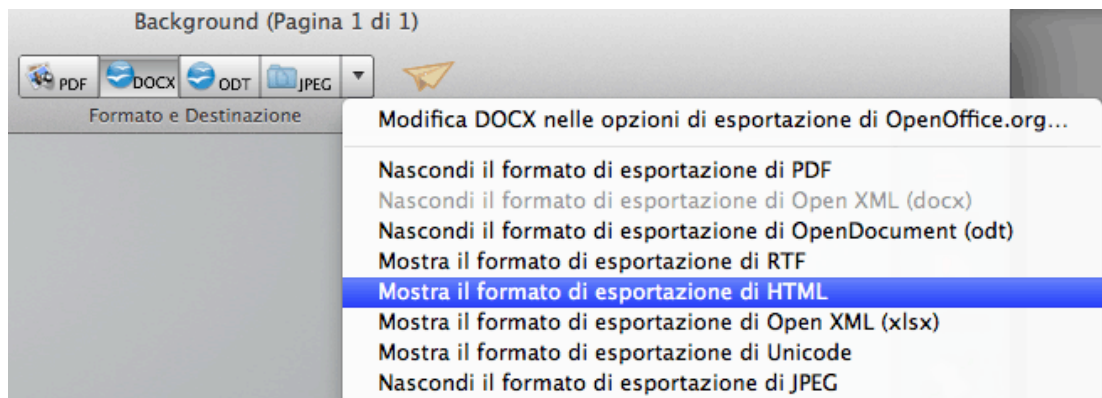 Background (Pagina 1 di 1)
PDF DOCX ODT JPEG
Formato e Destinazione
Modifica DOCX nelle opzioni di esportazione di OpenOffice.org...
Nascondi il formato di esportazione di PDF
Nascondi il formato di esportazione di Open XML (docx)
Nascondi il formato di esportazione di OpenDocument (odt)
Mostra il formato di esportazione di RTF
Mostra il formato di esportazione di HTML
Mostra il formato di esportazione di Open XML (xlsx)
Mostra il formato di esportazione di Unicode
Nascondi il formato di esportazione di JPEG